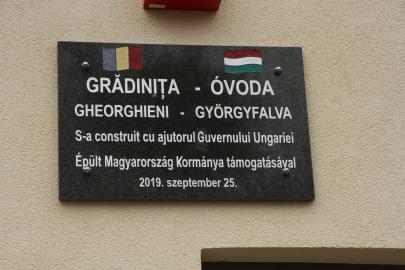 GRĂDINIȚA - ÓVODA
GHEORGHIENI - GYÖRGYFALVA
S-a construit cu ajutorul Guvernului Ungariei
Épült Magyarország Kormánya támogatásával
2019. szeptember 25.